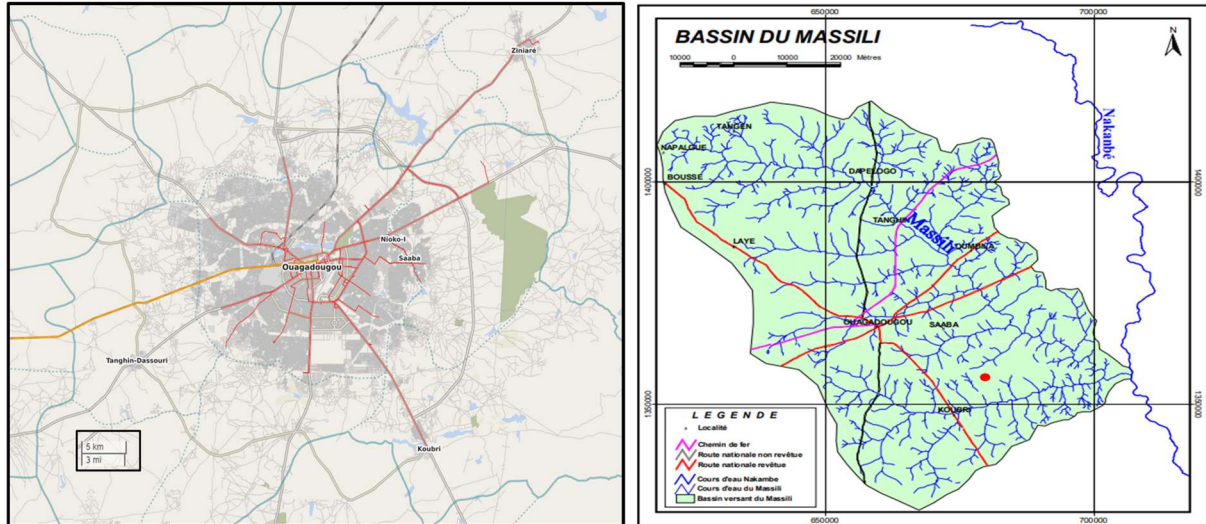 Ziniaré
Nioko-I
Saaba
Ouagadougou
Tanghin-Dassouri
Koubri
5 km
3 mi
650000
700000
BASSIN DU MASSILI
10000 0 10000 20000 Mètres
N
Nakanbé
TANGEN
NAPALGUE
BOUSSE
DAPELOGO
1400000
1400000
TANGHIN
Massili
LAYE
OUAGADOUGOU
SAABA
1350000
1350000
KOUBRI
LEGENDE
Localité
Chemin de fer
Route nationale non revêtue
Route nationale revêtue
Cours d'eau Nakambe
Cours d'eau du Massili
Bassin versant du Massili
650000
700000